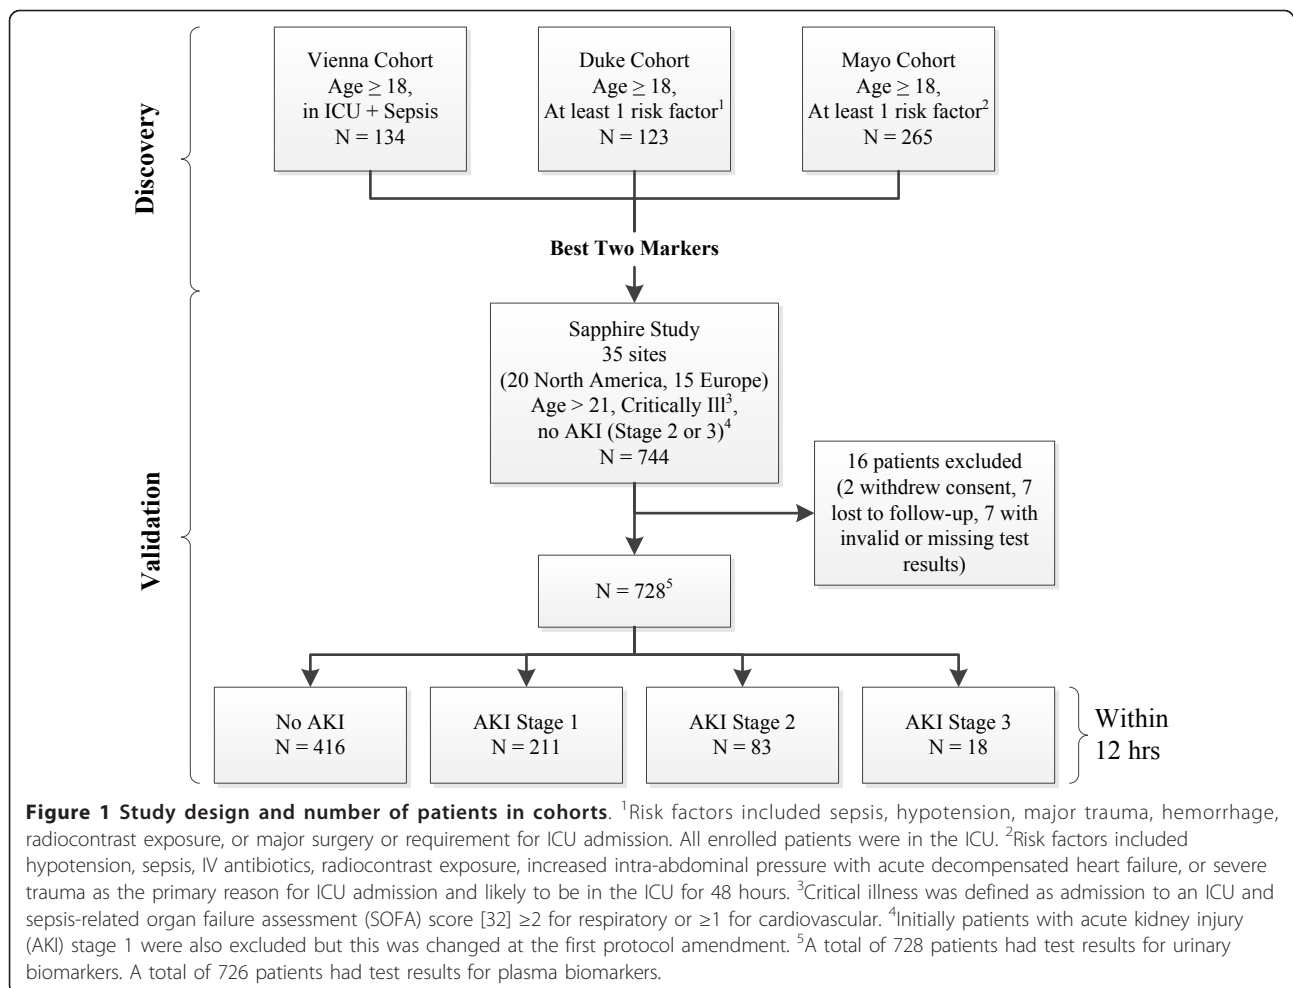 Discovery
Vienna Cohort
Age ≥ 18,
in ICU + Sepsis
N = 134
Duke Cohort
Age ≥ 18,
At least 1 risk factor¹
N = 123
Mayo Cohort
Age ≥ 18,
At least 1 risk factor²
N = 265
Best Two Markers
Validation
Sapphire Study
35 sites
(20 North America, 15 Europe)
Age > 21, Critically Ill³,
no AKI (Stage 2 or 3)⁴
N = 744
16 patients excluded
(2 withdrew consent, 7
lost to follow-up, 7 with
invalid or missing test
results)
N = 728⁵
No AKI
N = 416
AKI Stage 1
N = 211
AKI Stage 2
N = 83
AKI Stage 3
N = 18
Within
12 hrs
Figure 1 Study design and number of patients in cohorts. ¹Risk factors included sepsis, hypotension, major trauma, hemorrhage,
radiocontrast exposure, or major surgery or requirement for ICU admission. All enrolled patients were in the ICU. ²Risk factors included
hypotension, sepsis, IV antibiotics, radiocontrast exposure, increased intra-abdominal pressure with acute decompensated heart failure, or severe
trauma as the primary reason for ICU admission and likely to be in the ICU for 48 hours. ³Critical illness was defined as admission to an ICU and
sepsis-related organ failure assessment (SOFA) score [32] ≥2 for respiratory or ≥1 for cardiovascular. ⁴Initially patients with acute kidney injury
(AKI) stage 1 were also excluded but this was changed at the first protocol amendment. ⁵A total of 728 patients had test results for urinary
biomarkers. A total of 726 patients had test results for plasma biomarkers.